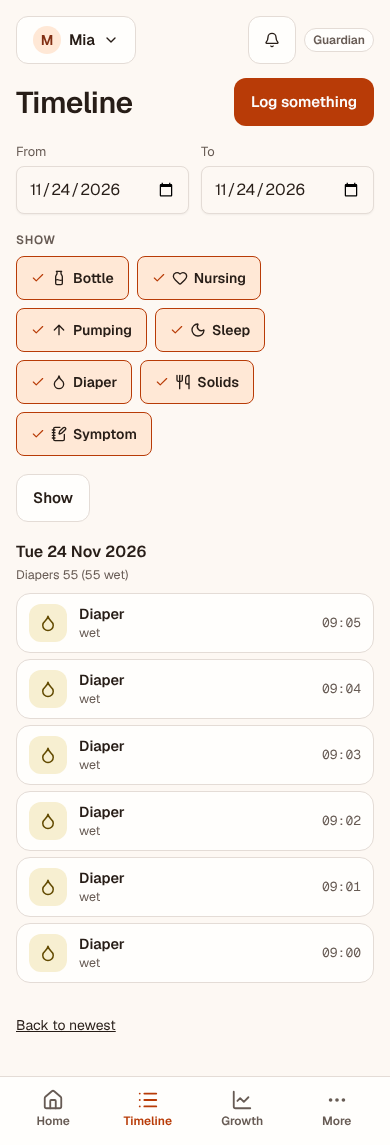 M Mia
Guardian
Timeline
Log something
From
To
11/24/2026
11/24/2026
SHOW
Bottle
Nursing
Pumping
Sleep
Diaper
Solids
Symptom
Show
Tue 24 Nov 2026
Diapers 55 (55 wet)
Diaper
wet
09:05
Diaper
wet
09:04
Diaper
wet
09:03
Diaper
wet
09:02
Diaper
wet
09:01
Diaper
wet
09:00
Back to newest
Home
Timeline
Growth
More